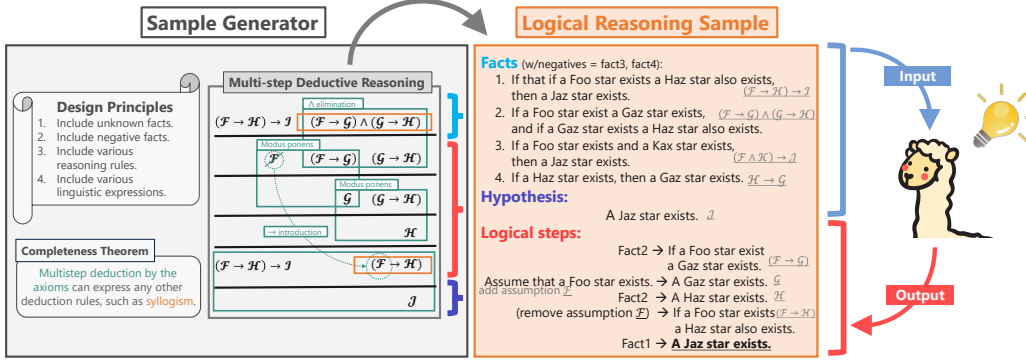 Sample Generator
Logical Reasoning Sample
Design Principles
1. Include unknown facts.
2. Include negative facts.
3. Include various
reasoning rules.
4. Include various
linguistic expressions.
Completeness Theorem
Multistep deduction by the
axioms can express any other
deduction rules, such as syllogism.
Multi-step Deductive Reasoning
∧ elimination
(ℱ → ℋ) → ℐ (ℱ → 𝒢) ∧ (𝒢 → ℋ)
Modus ponens
ℱ (ℱ → 𝒢) (𝒢 → ℋ)
Modus ponens
𝒢 (𝒢 → ℋ)
ℋ
→ introduction
(ℱ → ℋ) → ℐ (ℱ → ℋ)
ℐ
Facts (w/negatives = fact3, fact4):
1. If that if a Foo star exists a Haz star also exists,
then a Jaz star exists. (ℱ → ℋ) → ℐ
2. If a Foo star exist a Gaz star exists, (ℱ → 𝒢) ∧ (𝒢 → ℋ)
and if a Gaz star exists a Haz star also exists.
3. If a Foo star exists and a Kax star exists,
then a Jaz star exists. (ℱ ∧ 𝒦) → ℐ
4. If a Haz star exists, then a Gaz star exists. ℋ → 𝒢
Hypothesis:
A Jaz star exists. ℐ
Logical steps:
Fact2 → If a Foo star exist
a Gaz star exists. (ℱ → 𝒢)
Assume that a Foo star exists. → A Gaz star exists. 𝒢
add assumption ℱ
Fact2 → A Haz star exists. ℋ
(remove assumption ℱ) → If a Foo star exists (ℱ → ℋ)
a Haz star also exists.
Fact1 → A Jaz star exists.
Input
Output